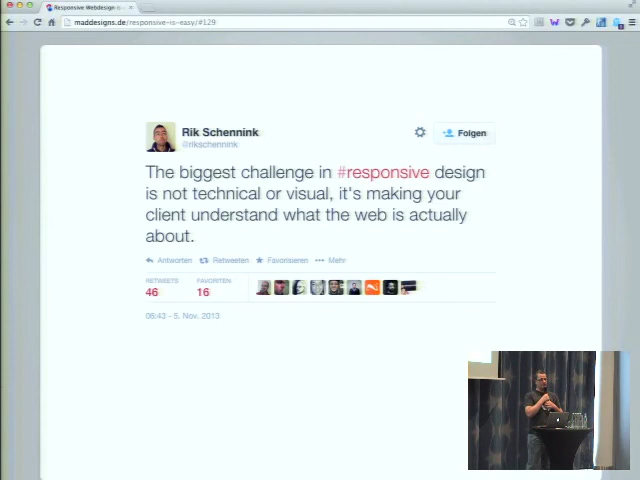 Responsive Webdesign is
maddesigns.de/responsive-is-easy/#129
Rik Schennink
@rikschennink
Folgen
The biggest challenge in #responsive design
is not technical or visual, it's making your
client understand what the web is actually
about.
Antworten Retweeten Favorisieren Mehr
RETWEETS FAVORITEN
46 16
06:43 - 5. Nov. 2013